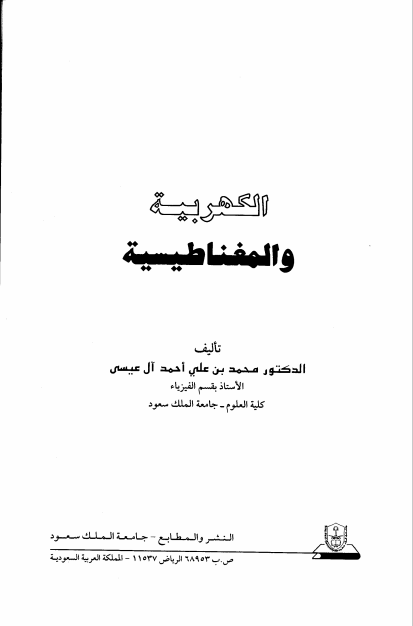 الكهربية
والمغناطيسية
تأليف
الدكتور محمد بن علي أحمد آل عيسى
الأستاذ بقسم الفيزياء
كلية العلوم - جامعة الملك سعود
النشر والمطابع - جامعة الملك سعود
ص.ب ٦٨٩٥٣ الرياض ١١٥٣٧ - المملكة العربية السعودية